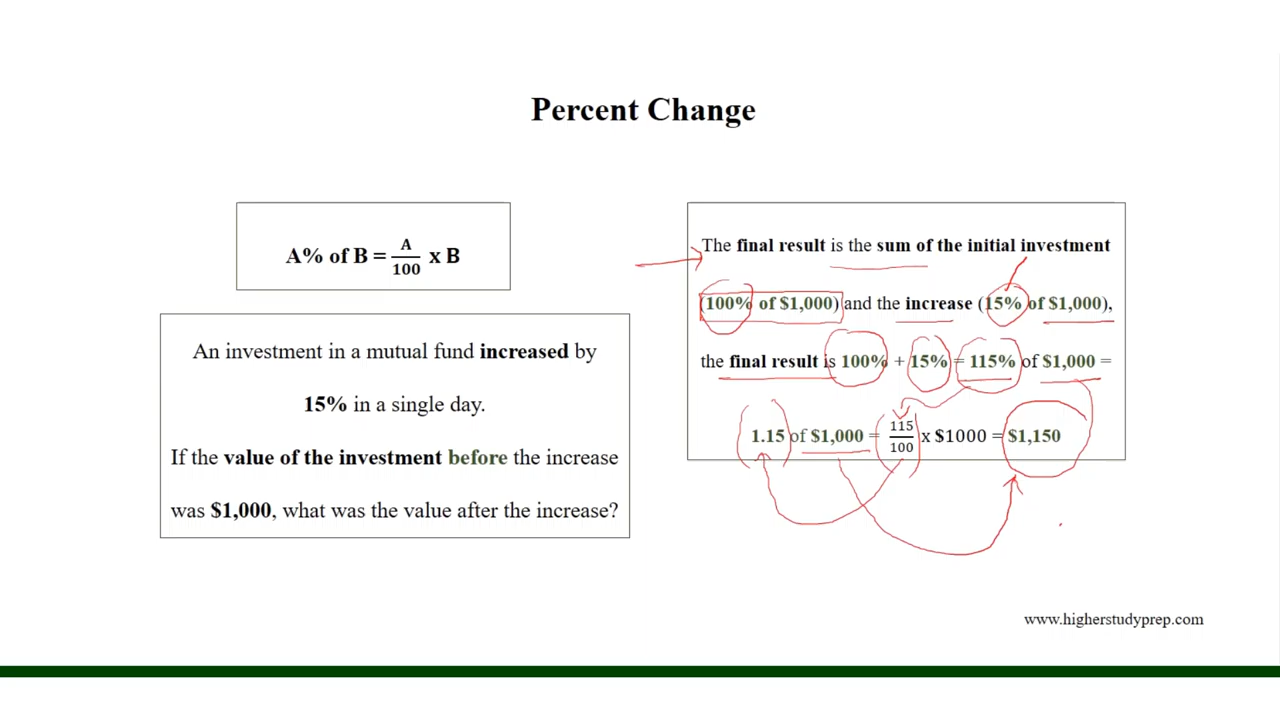 Percent Change
A% of B = A/100 x B
An investment in a mutual fund increased by
15% in a single day.
If the value of the investment before the increase
was $1,000, what was the value after the increase?
The final result is the sum of the initial investment
(100% of $1,000) and the increase (15% of $1,000),
the final result is 100% + 15% = 115% of $1,000 =
1.15 of $1,000 = 115/100 x $1000 = $1,150
www.higherstudyprep.com